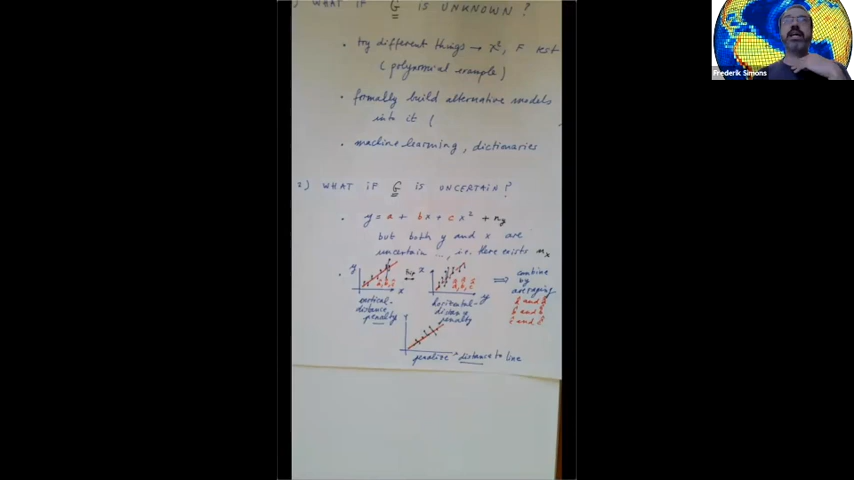 ) WHAT IF G IS UNKNOWN?
• try different things → χ², F test
(polynomial example)
• formally build alternative models
into it (
• machine learning, dictionaries
2.) WHAT IF G IS UNCERTAIN?
• y = a + bx + cx² + ny
but both y and x are
uncertain ..., i.e. there exists nx
y x
x y
vertical-
distance
penalty
horizontal-
distance
penalty
⇒ combine
by
averaging
penalize distance to line
Frederik Simons